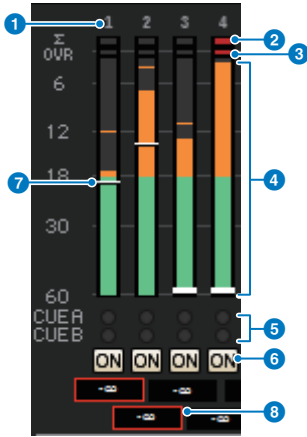 1 1 2 3 4
Σ 2
OVR 3
6
12
4
18
7
30
60
CUE A
CUE B 5
ON ON ON ON 6
-∞ -∞
-∞ -∞ 8